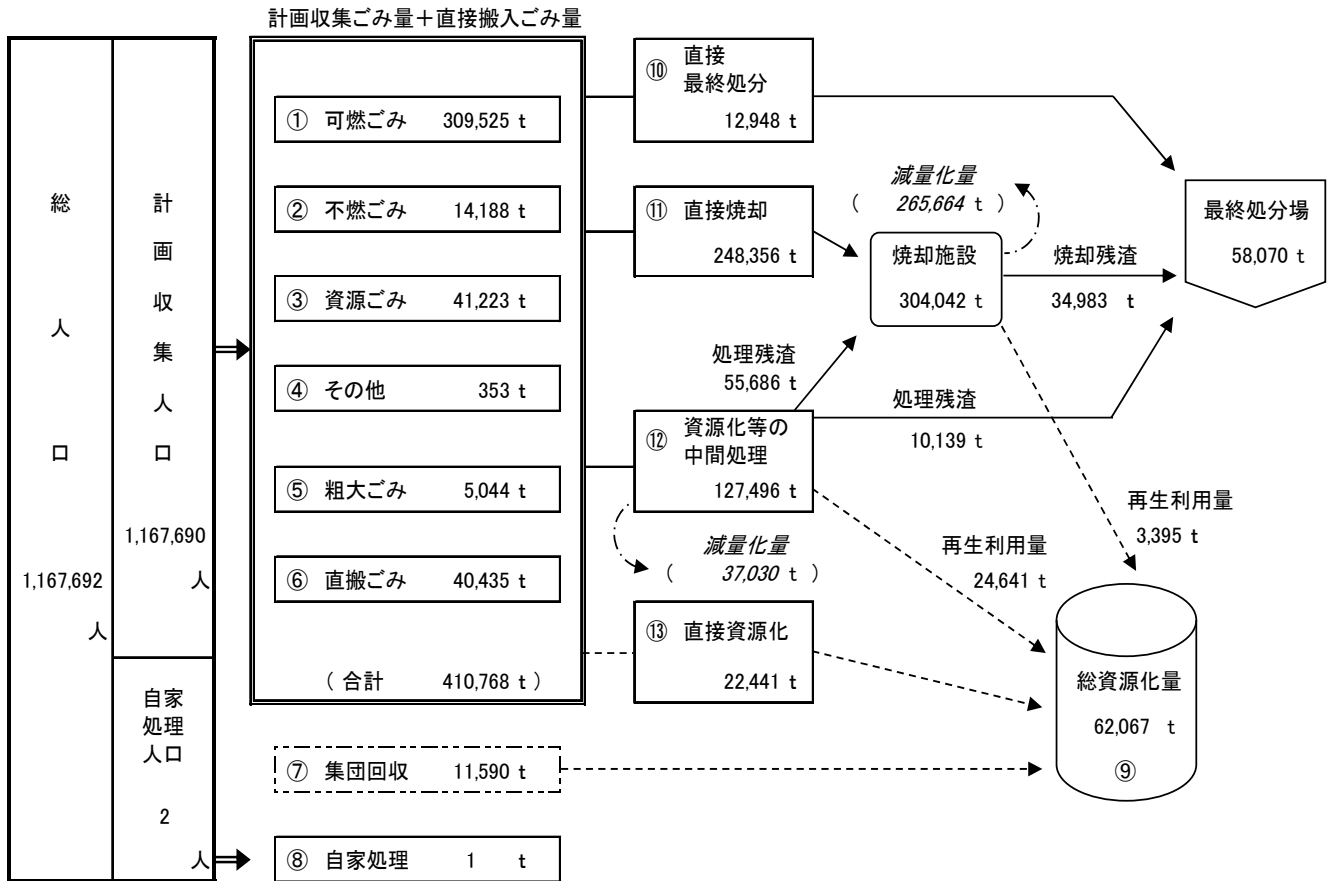 計画収集ごみ量＋直接搬入ごみ量
総人口
1,167,692
人
計画収集人口
1,167,690
人
自家
処理
人口
2
人
① 可燃ごみ 309,525 t
② 不燃ごみ 14,188 t
③ 資源ごみ 41,223 t
④ その他 353 t
⑤ 粗大ごみ 5,044 t
⑥ 直搬ごみ 40,435 t
（ 合計 410,768 t ）
⑦ 集団回収 11,590 t
⑧ 自家処理 1 t
⑩ 直接
最終処分
12,948 t
⑪ 直接焼却
248,356 t
減量化量
（ 265,664 t ）
焼却施設
304,042 t
焼却残渣
34,983 t
最終処分場
58,070 t
処理残渣
55,686 t
処理残渣
10,139 t
⑫ 資源化等の
中間処理
127,496 t
減量化量
（ 37,030 t ）
再生利用量
24,641 t
再生利用量
3,395 t
⑬ 直接資源化
22,441 t
総資源化量
62,067 t
⑨